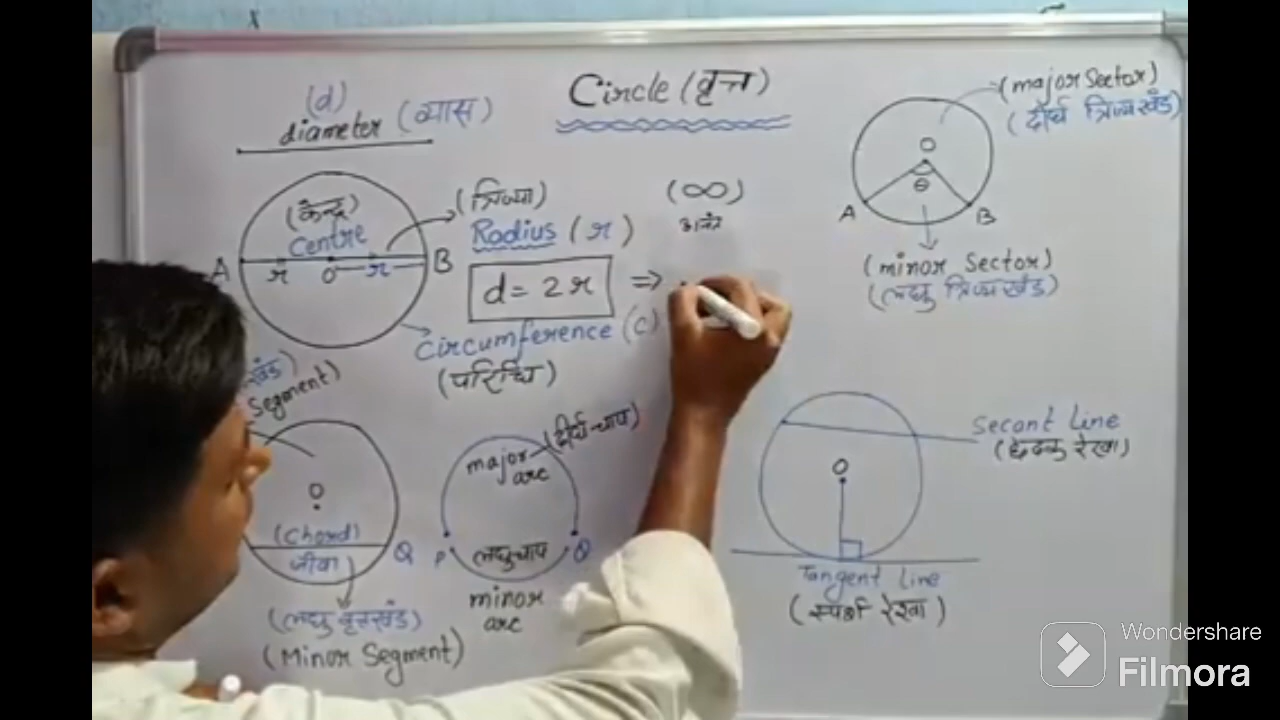 Circle (वृत्त)
(d)
diameter (व्यास)
(केन्द्र)
Centre
A r O r B
(त्रिज्या)
Radius (r)
d = 2r =>
(∞)
Circumference (C)
(परिधि)
(major Sector)
(दीर्घ त्रिज्यखंड)
O
θ
A B
(minor Sector)
(लघु त्रिज्यखंड)
खंड)
Segment)
O
(Chord)
जीवा
Q
(लघु वृत्तखंड)
(Minor Segment)
major
arc
(दीर्घ चाप)
P लघुचाप Q
minor
arc
Secant Line
(छेदक रेखा)
O
Tangent Line
(स्पर्श रेखा)
Wondershare
Filmora